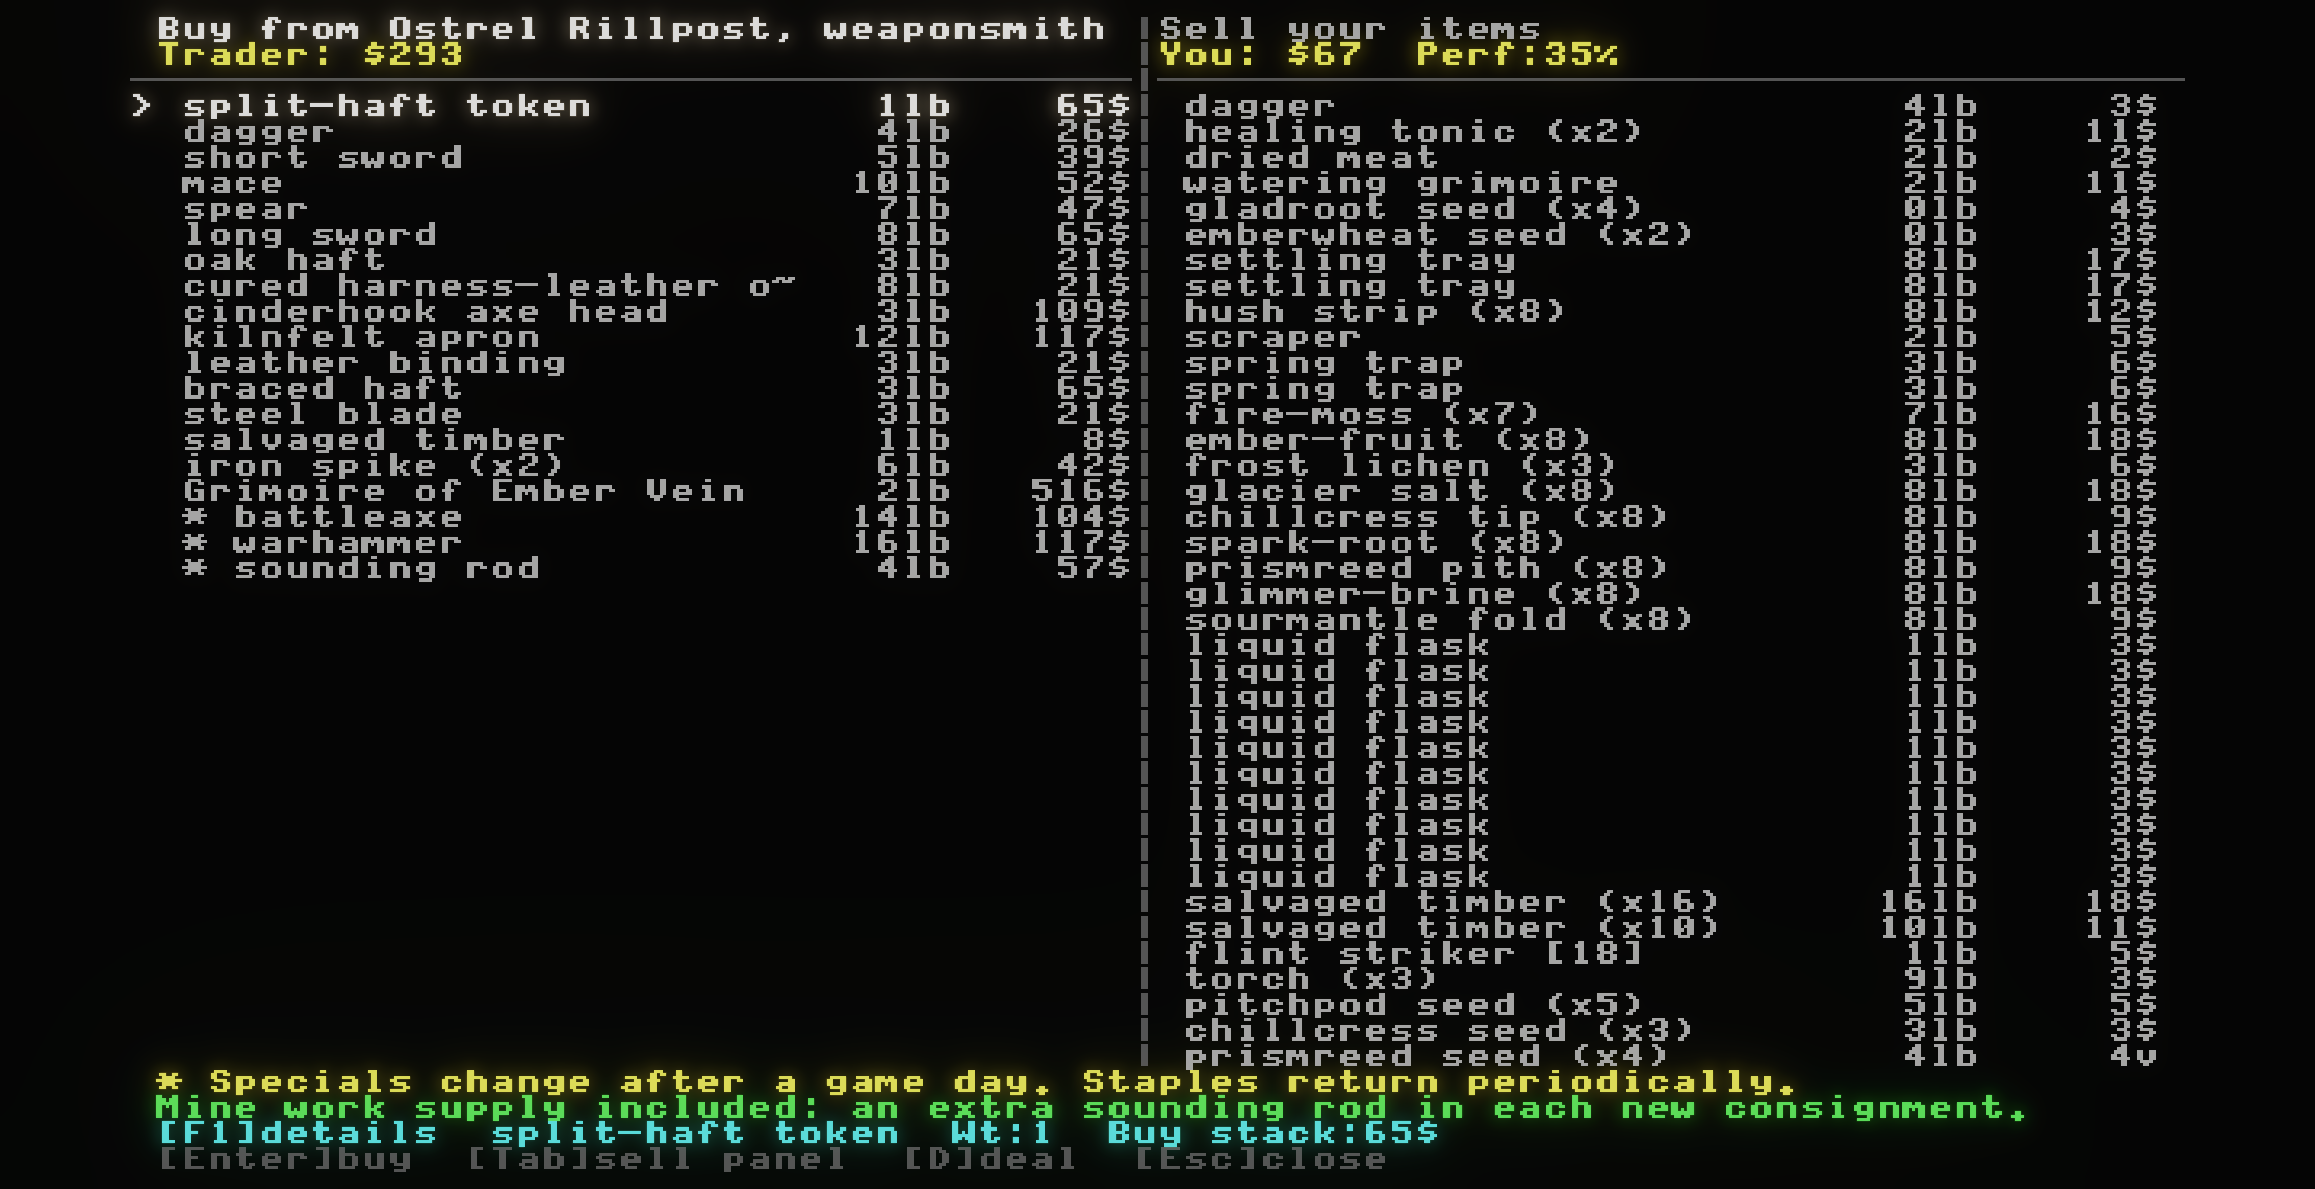 Buy from Ostrel Rillpost, weaponsmith
Trader: $293
> split-haft token 1lb 65$
dagger 4lb 26$
short sword 5lb 39$
mace 10lb 52$
spear 7lb 47$
long sword 8lb 65$
oak haft 3lb 21$
cured harness-leather o~ 8lb 21$
cinderhook axe head 3lb 109$
kilnfelt apron 12lb 117$
leather binding 3lb 21$
braced haft 3lb 65$
steel blade 3lb 21$
salvaged timber 1lb 8$
iron spike (x2) 6lb 42$
Grimoire of Ember Vein 2lb 516$
* battleaxe 14lb 104$
* warhammer 16lb 117$
* sounding rod 4lb 57$
Sell your items
You: $67 Perf:35%
dagger 4lb 3$
healing tonic (x2) 2lb 11$
dried meat 2lb 2$
watering grimoire 2lb 11$
gladroot seed (x4) 0lb 4$
emberwheat seed (x2) 0lb 3$
settling tray 8lb 17$
settling tray 8lb 17$
hush strip (x8) 8lb 12$
scraper 2lb 5$
spring trap 3lb 6$
spring trap 3lb 6$
fire-moss (x7) 7lb 16$
ember-fruit (x8) 8lb 18$
frost lichen (x3) 3lb 6$
glacier salt (x8) 8lb 18$
chillcress tip (x8) 8lb 9$
spark-root (x8) 8lb 18$
prismreed pith (x8) 8lb 9$
glimmer-brine (x8) 8lb 18$
sourmantle fold (x8) 8lb 9$
liquid flask 1lb 3$
liquid flask 1lb 3$
liquid flask 1lb 3$
liquid flask 1lb 3$
liquid flask 1lb 3$
liquid flask 1lb 3$
liquid flask 1lb 3$
liquid flask 1lb 3$
liquid flask 1lb 3$
liquid flask 1lb 3$
salvaged timber (x16) 16lb 18$
salvaged timber (x10) 10lb 11$
flint striker [18] 1lb 5$
torch (x3) 9lb 3$
pitchpod seed (x5) 5lb 5$
chillcress seed (x3) 3lb 3$
prismreed seed (x4) 4lb 4v
* Specials change after a game day. Staples return periodically.
Mine work supply included: an extra sounding rod in each new consignment.
[F1]details split-haft token Wt:1 Buy stack:65$
[Enter]buy [Tab]sell panel [D]deal [Esc]close